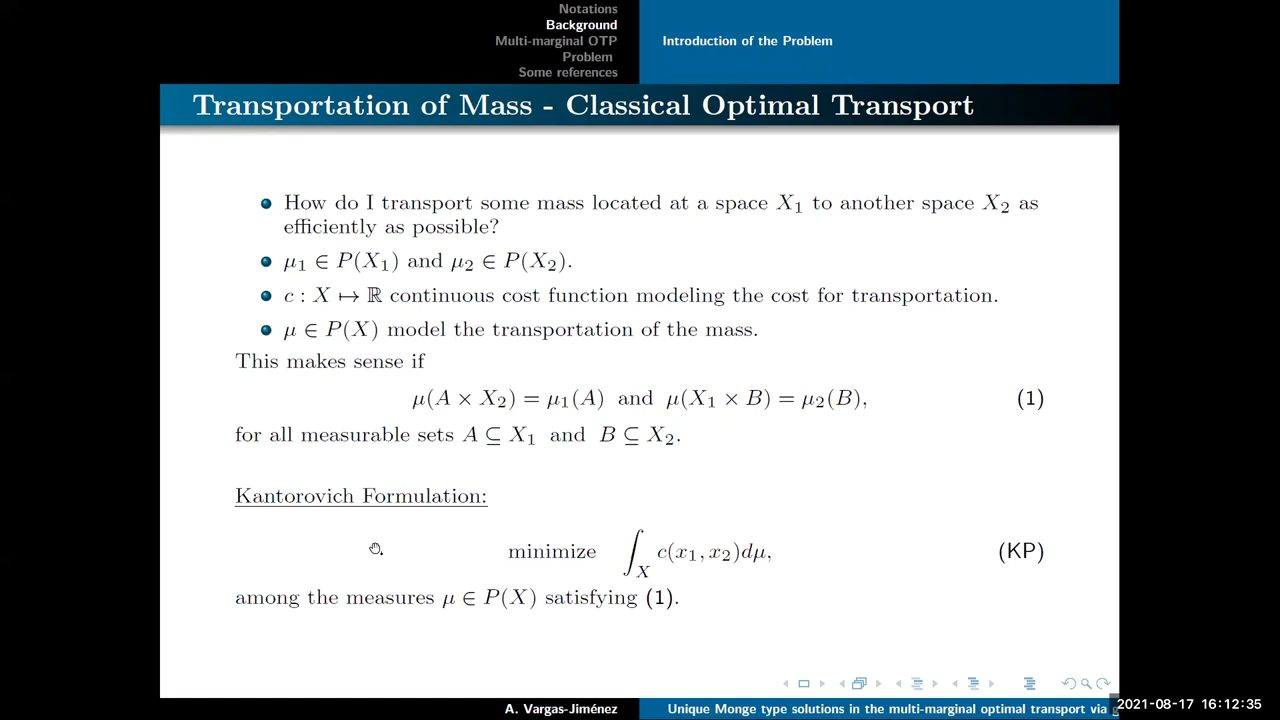 Notations
Background
Multi-marginal OTP
Problem
Some references
Introduction of the Problem
Transportation of Mass - Classical Optimal Transport
How do I transport some mass located at a space X₁ to another space X₂ as
efficiently as possible?
μ₁ ∈ P(X₁) and μ₂ ∈ P(X₂).
c : X ↦ ℝ continuous cost function modeling the cost for transportation.
μ ∈ P(X) model the transportation of the mass.
This makes sense if
μ(A × X₂) = μ₁(A) and μ(X₁ × B) = μ₂(B), (1)
for all measurable sets A ⊆ X₁ and B ⊆ X₂.
Kantorovich Formulation:
minimize ∫_X c(x₁, x₂)dμ, (KP)
among the measures μ ∈ P(X) satisfying (1).
A. Vargas-Jiménez
Unique Monge type solutions in the multi-marginal optimal transport via
2021-08-17 16:12:35